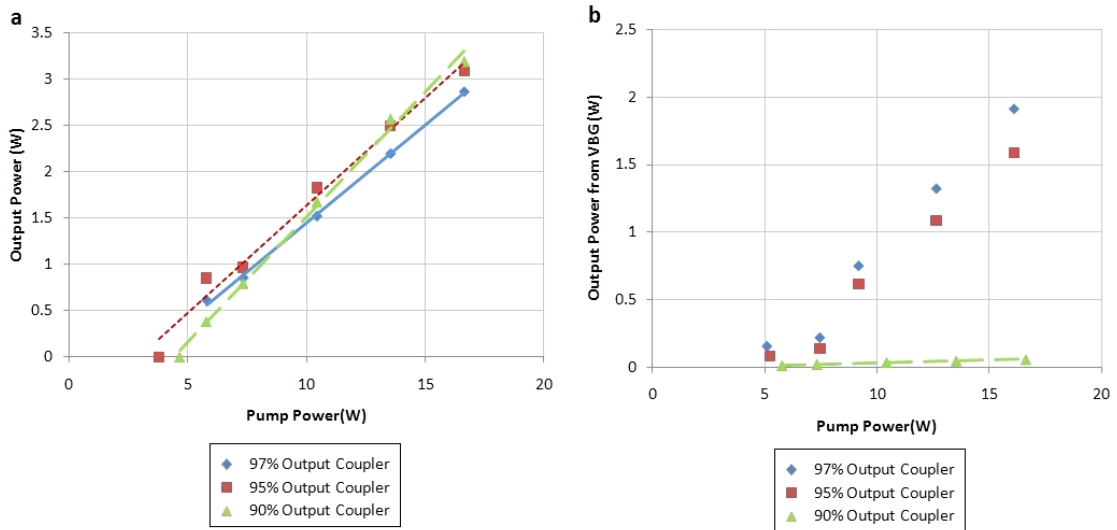 a
3.5
3
2.5
2
1.5
1
0.5
0
0 5 10 15 20
Output Power (W)
Pump Power(W)
97% Output Coupler
95% Output Coupler
90% Output Coupler
b
2.5
2
1.5
1
0.5
0
0 5 10 15 20
Output Power from VBG (W)
Pump Power(W)
97% Output Coupler
95% Output Coupler
90% Output Coupler